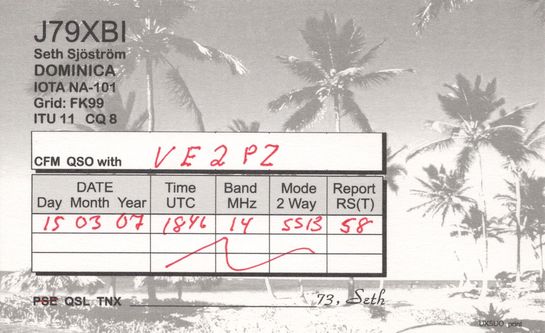 J79XBI
Seth Sjöström
DOMINICA
IOTA NA-101
Grid: FK99
ITU 11 CQ 8
CFM QSO with VE2PZ
DATE Time Band Mode Report
Day Month Year UTC MHz 2 Way RS(T)
15 03 07 1846 14 SSB 58
PSE QSL TNX 73, Seth
UX5UO print